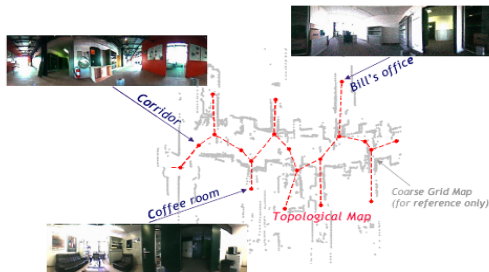 Bill's office
Corridor
Coffee room
Topological Map
Coarse Grid Map
(for reference only)